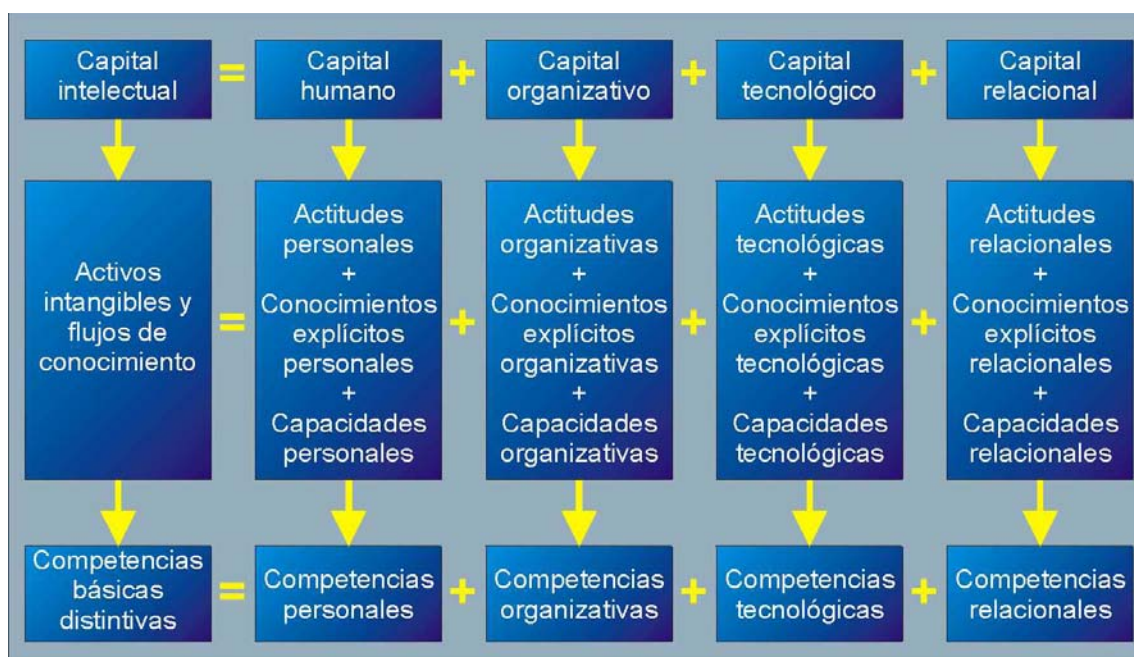 Capital
intelectual
=
Capital
humano
+
Capital
organizativo
+
Capital
tecnológico
+
Capital
relacional
Activos
intangibles y
flujos de
conocimiento
=
Actitudes
personales
+
Conocimientos
explícitos
personales
+
Capacidades
personales
+
Actitudes
organizativas
+
Conocimientos
explícitos
organizativas
+
Capacidades
organizativas
+
Actitudes
tecnológicas
+
Conocimientos
explícitos
tecnológicas
+
Capacidades
tecnológicas
+
Actitudes
relacionales
+
Conocimientos
explícitos
relacionales
+
Capacidades
relacionales
Competencias
básicas
distintivas
=
Competencias
personales
+
Competencias
organizativas
+
Competencias
tecnológicas
+
Competencias
relacionales